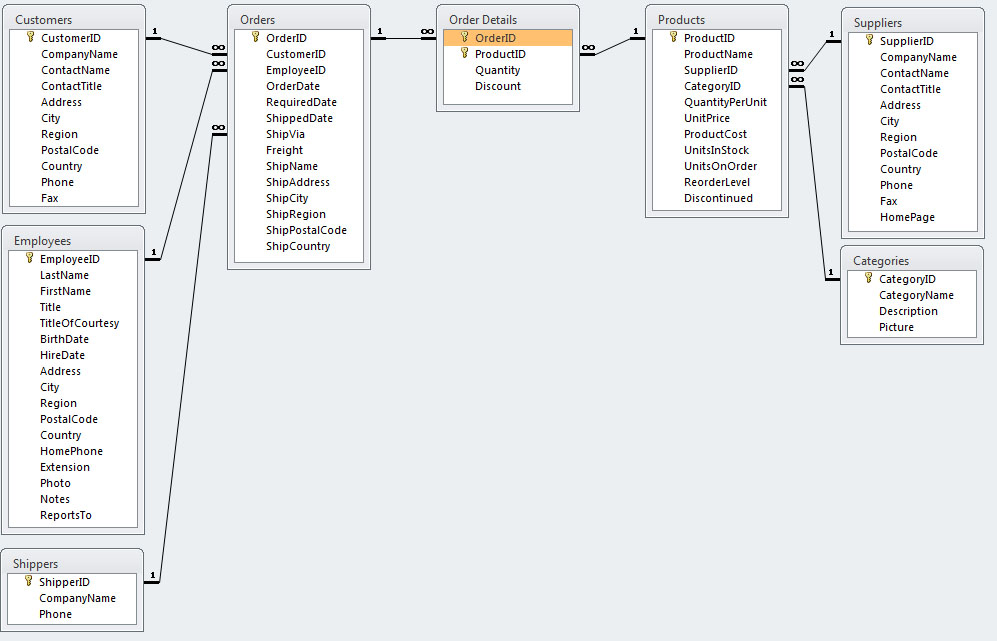 Customers
CustomerID
CompanyName
ContactName
ContactTitle
Address
City
Region
PostalCode
Country
Phone
Fax
1
∞
Employees
EmployeeID
LastName
FirstName
Title
TitleOfCourtesy
BirthDate
HireDate
Address
City
Region
PostalCode
Country
HomePhone
Extension
Photo
Notes
ReportsTo
1
∞
Shippers
ShipperID
CompanyName
Phone
1
∞
Orders
OrderID
CustomerID
EmployeeID
OrderDate
RequiredDate
ShippedDate
ShipVia
Freight
ShipName
ShipAddress
ShipCity
ShipRegion
ShipPostalCode
ShipCountry
1
∞
Order Details
OrderID
ProductID
Quantity
Discount
∞
1
Products
ProductID
ProductName
SupplierID
CategoryID
QuantityPerUnit
UnitPrice
ProductCost
UnitsInStock
UnitsOnOrder
ReorderLevel
Discontinued
∞
1
Suppliers
SupplierID
CompanyName
ContactName
ContactTitle
Address
City
Region
PostalCode
Country
Phone
Fax
HomePage
∞
1
Categories
CategoryID
CategoryName
Description
Picture